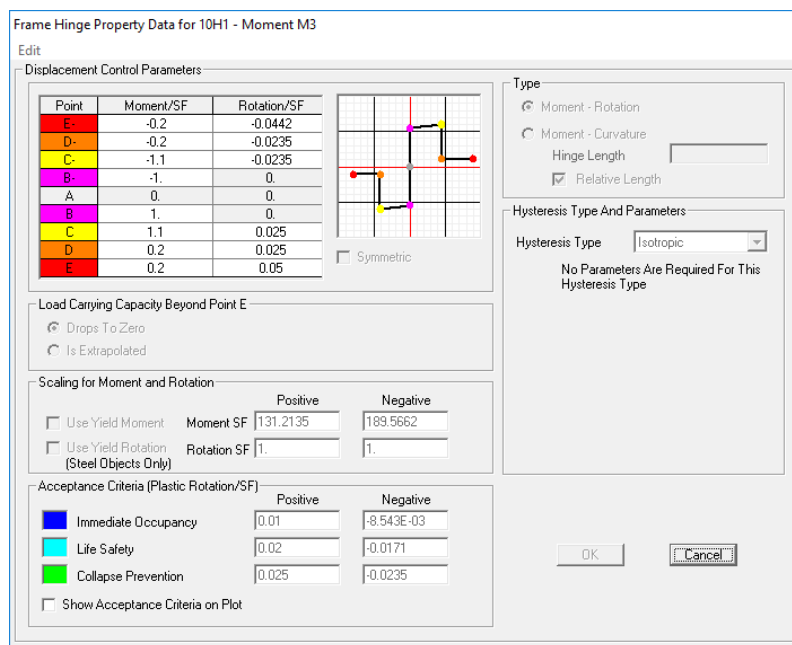 Frame Hinge Property Data for 10H1 - Moment M3
Edit
Displacement Control Parameters
Point Moment/SF Rotation/SF
E- -0.2 -0.0442
D- -0.2 -0.0235
C- -1.1 -0.0235
B- -1. 0.
A 0. 0.
B 1. 0.
C 1.1 0.025
D 0.2 0.025
E 0.2 0.05
Symmetric
Load Carrying Capacity Beyond Point E
Drops To Zero
Is Extrapolated
Scaling for Moment and Rotation
Positive Negative
Use Yield Moment Moment SF 131.2135 189.5662
Use Yield Rotation Rotation SF 1. 1.
(Steel Objects Only)
Acceptance Criteria (Plastic Rotation/SF)
Positive Negative
Immediate Occupancy 0.01 -8.543E-03
Life Safety 0.02 -0.0171
Collapse Prevention 0.025 -0.0235
Show Acceptance Criteria on Plot
Type
Moment - Rotation
Moment - Curvature
Hinge Length
Relative Length
Hysteresis Type And Parameters
Hysteresis Type Isotropic
No Parameters Are Required For This
Hysteresis Type
OK Cancel